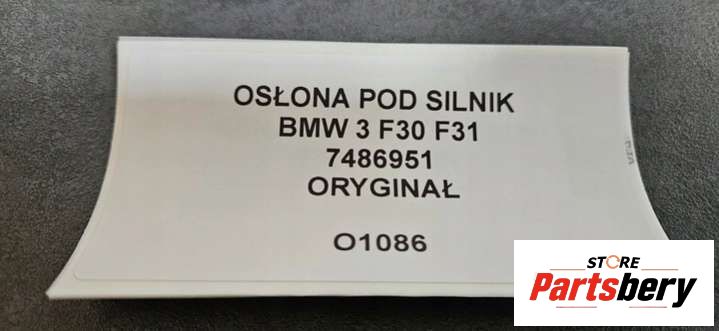 OSŁONA POD SILNIK
BMW 3 F30 F31
7486951
ORYGINAŁ
O1086
STORE
Partsbery